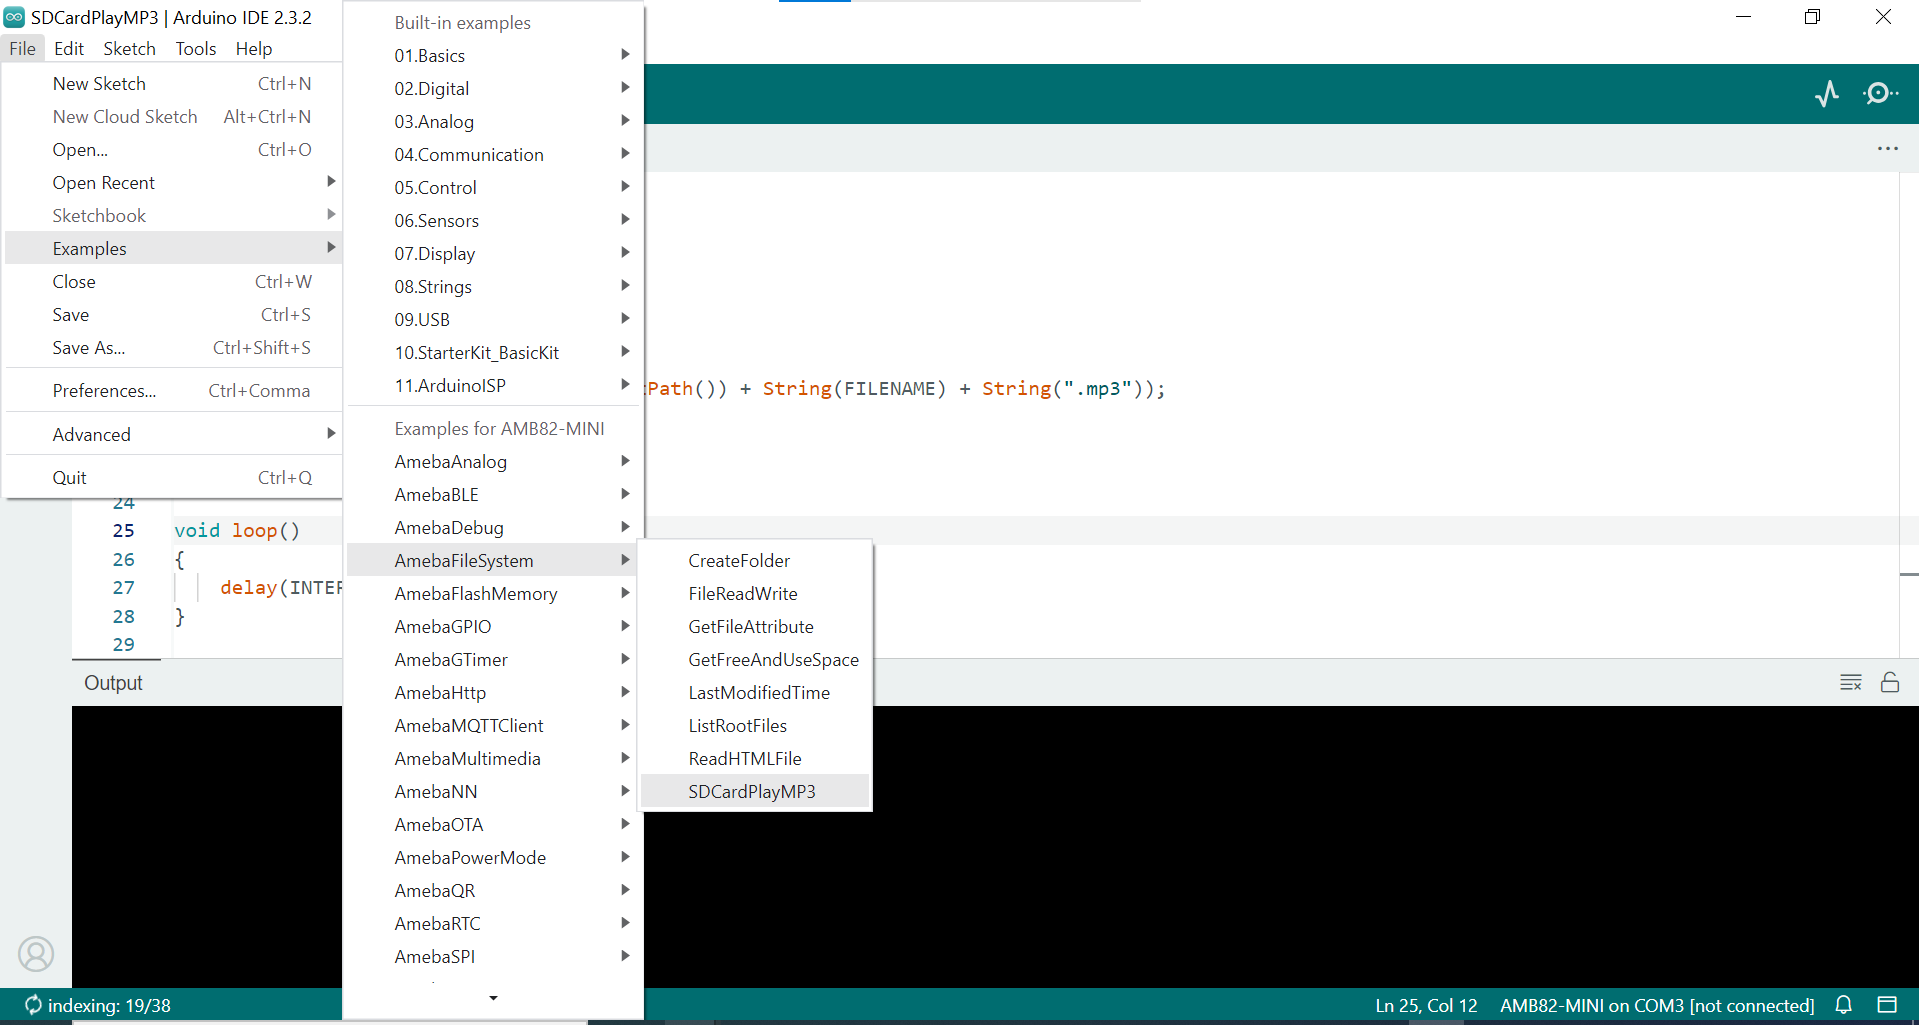 SDCardPlayMP3 | Arduino IDE 2.3.2
File Edit Sketch Tools Help
New Sketch Ctrl+N
New Cloud Sketch Alt+Ctrl+N
Open... Ctrl+O
Open Recent
Sketchbook
Examples
Close Ctrl+W
Save Ctrl+S
Save As... Ctrl+Shift+S
Preferences... Ctrl+Comma
Advanced
Quit Ctrl+Q
Built-in examples
01.Basics
02.Digital
03.Analog
04.Communication
05.Control
06.Sensors
07.Display
08.Strings
09.USB
10.StarterKit_BasicKit
11.ArduinoISP
Examples for AMB82-MINI
AmebaAnalog
AmebaBLE
AmebaDebug
AmebaFileSystem
AmebaFlashMemory
AmebaGPIO
AmebaGTimer
AmebaHttp
AmebaMQTTClient
AmebaMultimedia
AmebaNN
AmebaOTA
AmebaPowerMode
AmebaQR
AmebaRTC
AmebaSPI
CreateFolder
FileReadWrite
GetFileAttribute
GetFreeAndUseSpace
LastModifiedTime
ListRootFiles
ReadHTMLFile
SDCardPlayMP3
Path()) + String(FILENAME) + String(".mp3"));
24
25 void loop()
26 {
27 delay(INTER
28 }
29
Output
indexing: 19/38
Ln 25, Col 12 AMB82-MINI on COM3 [not connected]